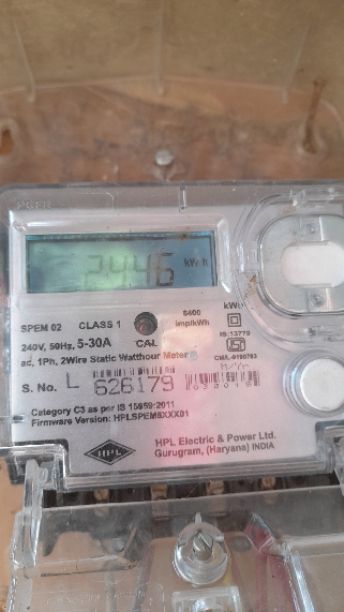 2446 kWh
SPEM 02 CLASS 1 6400 imp/kWh kWh
240V, 50Hz, 5-30A CAL IS:13779
ac, 1Ph, 2Wire Static Watthour Meter
S. No. L 626179
Category C3 as per IS 15959:2011
Firmware Version:
HPL Electric & Power Ltd.
Gurugram, (Haryana) INDIA
HPL